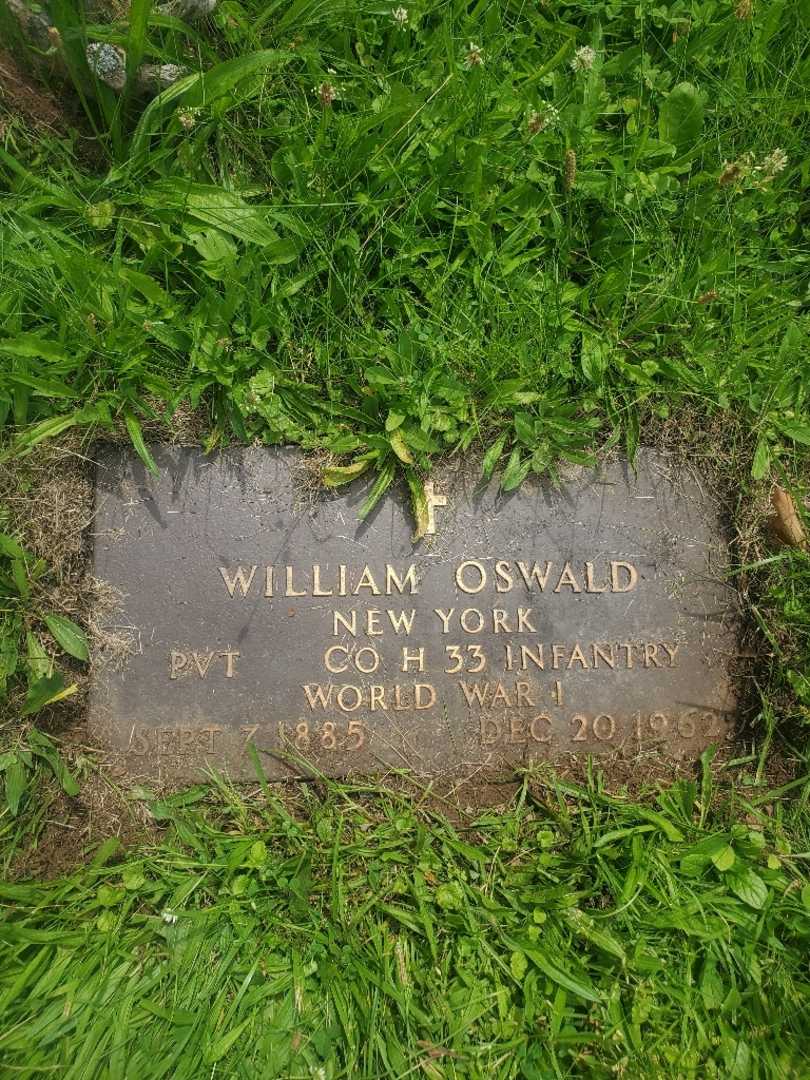 WILLIAM OSWALD
NEW YORK
PVT CO H 33 INFANTRY
WORLD WAR I
SEPT 7 1885 DEC 20 1962